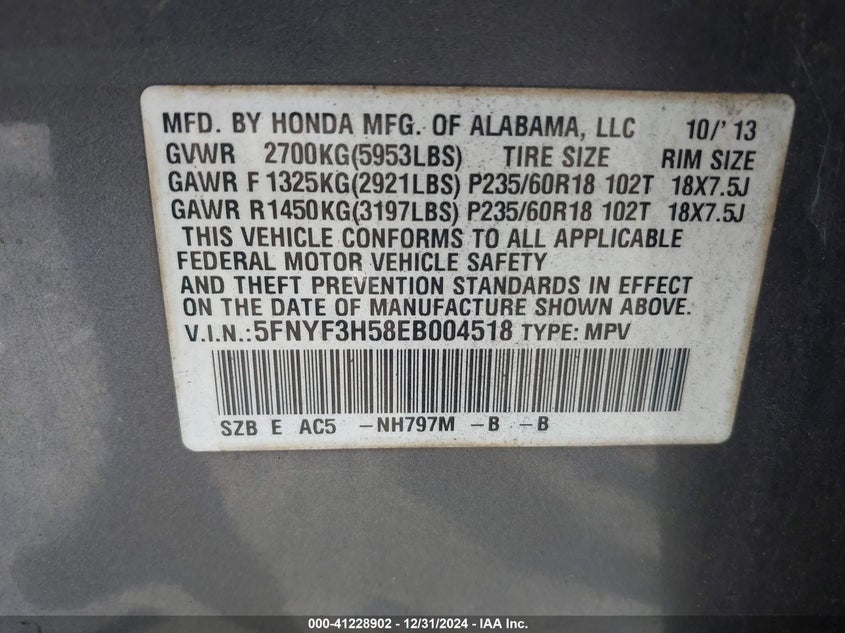 MFD. BY HONDA MFG. OF ALABAMA, LLC 10/'13
GVWR 2700KG(5953LBS) TIRE SIZE RIM SIZE
GAWR F 1325KG(2921LBS) P235/60R18 102T 18X7.5J
GAWR R1450KG(3197LBS) P235/60R18 102T 18X7.5J
THIS VEHICLE CONFORMS TO ALL APPLICABLE
FEDERAL MOTOR VEHICLE SAFETY
AND THEFT PREVENTION STANDARDS IN EFFECT
ON THE DATE OF MANUFACTURE SHOWN ABOVE.
V.I.N.:5FNYF3H58EB004518 TYPE: MPV
SZB E AC5 -NH797M -B -B
000-41228902 - 12/31/2024 - IAA Inc.